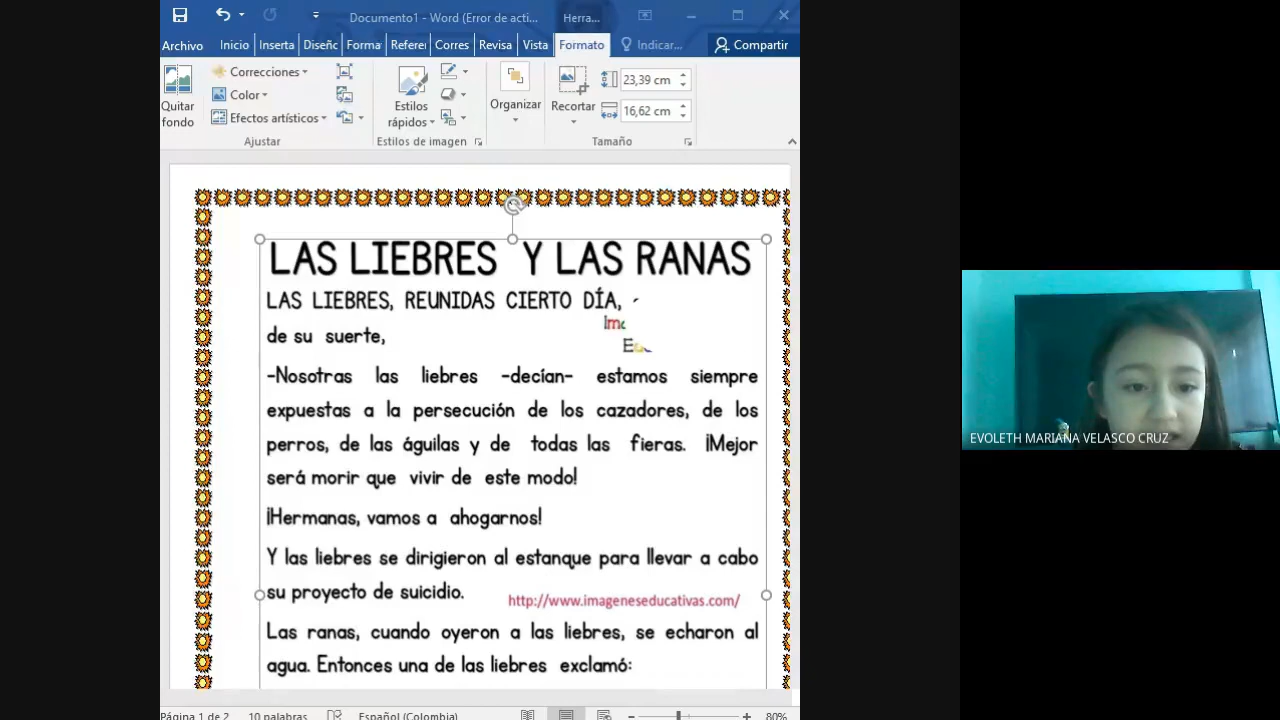 Documento1 - Word (Error de acti...
Herra...
Archivo
Inicio
Inserta
Diseñc
Forma
Referei
Corres
Revisa
Vista
Formato
Indicar...
Compartir
Quitar
fondo
Correcciones
Color
Efectos artísticos
Ajustar
Estilos
rápidos
Estilos de imagen
Organizar
Recortar
23,39 cm
16,62 cm
Tamaño
LAS LIEBRES Y LAS RANAS
LAS LIEBRES, REUNIDAS CIERTO DÍA,
de su suerte,
-Nosotras las liebres -decían- estamos siempre
expuestas a la persecución de los cazadores, de los
perros, de las águilas y de todas las fieras. ¡Mejor
será morir que vivir de este modo!
¡Hermanas, vamos a ahogarnos!
Y las liebres se dirigieron al estanque para llevar a cabo
su proyecto de suicidio.
http://www.imageneseducativas.com/
Las ranas, cuando oyeron a las liebres, se echaron al
agua. Entonces una de las liebres exclamó:
Página 1 de 2
10 palabras
Español (Colombia)
80%
EVOLETH MARIANA VELASCO CRUZ